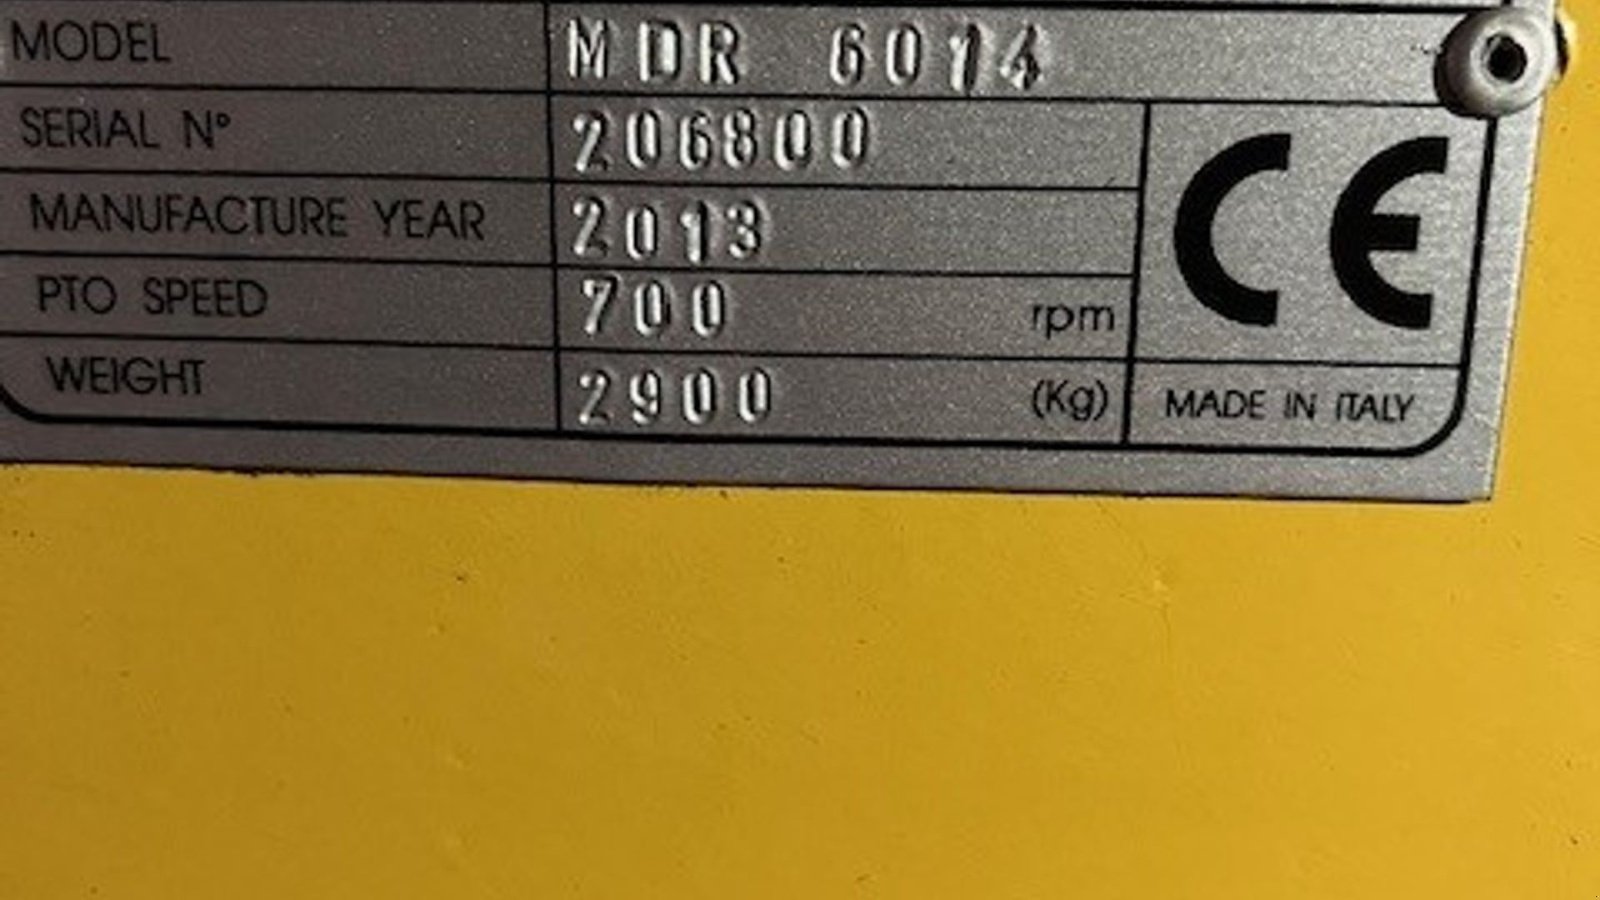 MODEL MDR 6014
SERIAL N° 206800
MANUFACTURE YEAR 2013
PTO SPEED 700 rpm
WEIGHT 2900 (Kg)
CE
MADE IN ITALY